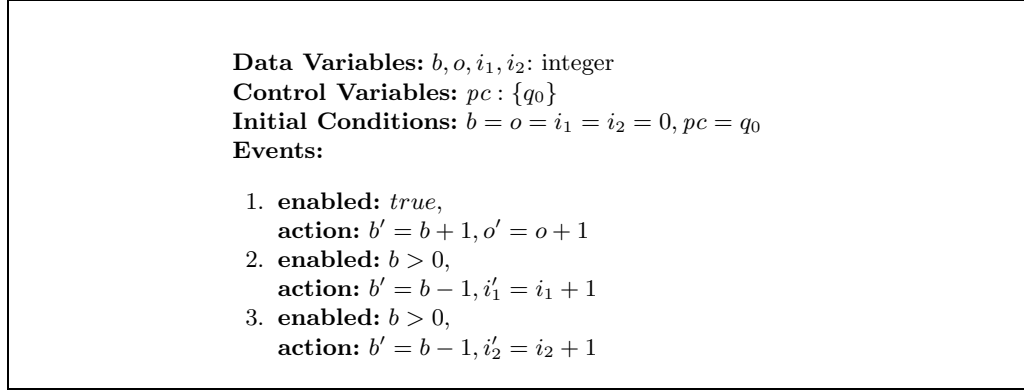 Data Variables: b, o, i₁, i₂: integer
Control Variables: pc : {q₀}
Initial Conditions: b = o = i₁ = i₂ = 0, pc = q₀
Events:
1. enabled: true,
action: b′ = b + 1, o′ = o + 1
2. enabled: b > 0,
action: b′ = b − 1, i′₁ = i₁ + 1
3. enabled: b > 0,
action: b′ = b − 1, i′₂ = i₂ + 1